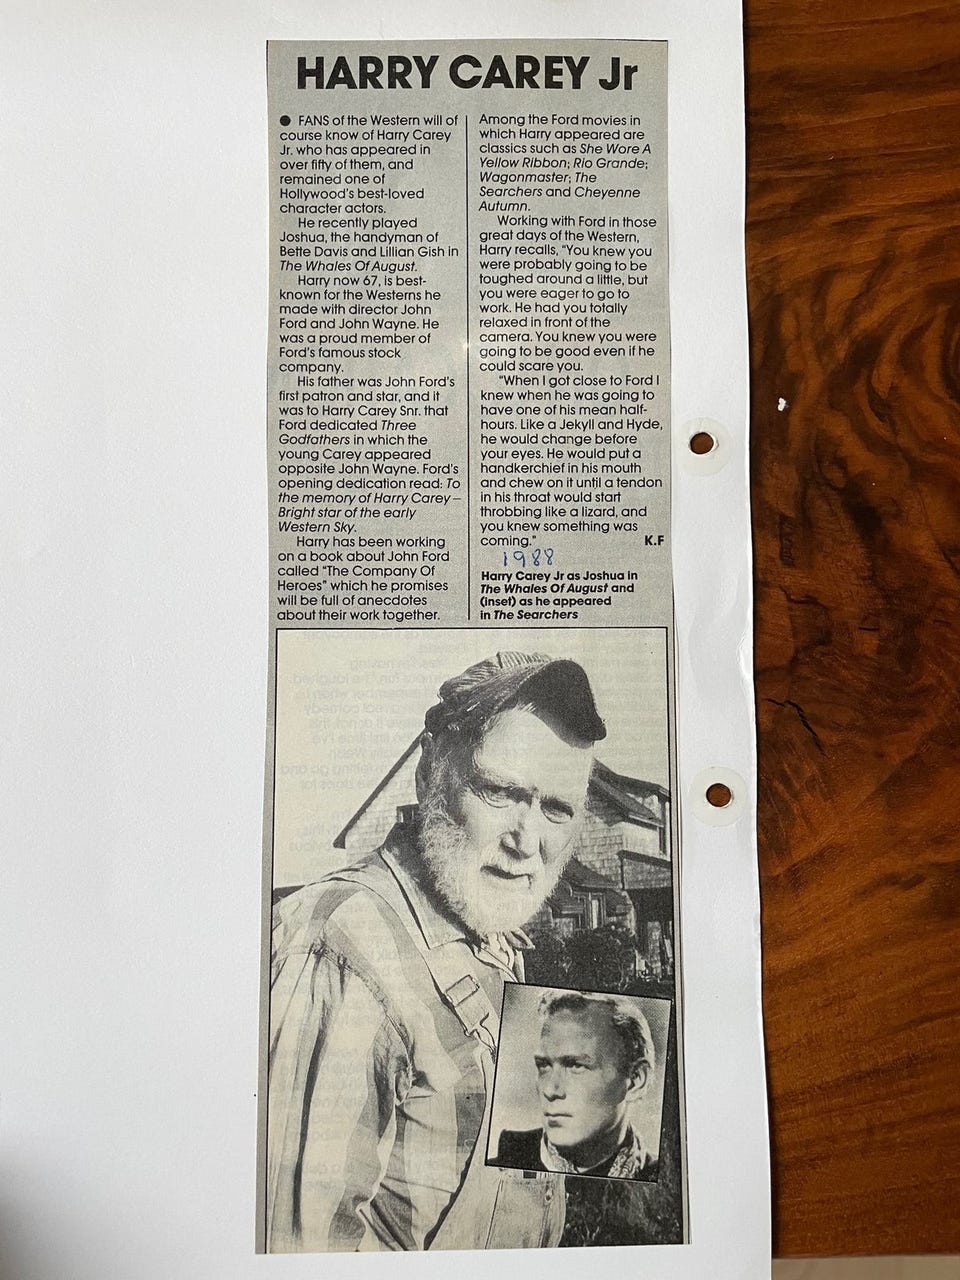 HARRY CAREY Jr
● FANS of the Western will of
course know of Harry Carey
Jr. who has appeared in
over fifty of them, and
remained one of
Hollywood's best-loved
character actors.
He recently played
Joshua, the handyman of
Bette Davis and Lillian Gish in
The Whales Of August.
Harry now 67, is best-
known for the Westerns he
made with director John
Ford and John Wayne. He
was a proud member of
Ford's famous stock
company.
His father was John Ford's
first patron and star, and it
was to Harry Carey Snr. that
Ford dedicated Three
Godfathers in which the
young Carey appeared
opposite John Wayne. Ford's
opening dedication read: To
the memory of Harry Carey –
Bright star of the early
Western Sky.
Harry has been working
on a book about John Ford
called "The Company Of
Heroes" which he promises
will be full of anecdotes
about their work together.
Among the Ford movies in
which Harry appeared are
classics such as She Wore A
Yellow Ribbon; Rio Grande;
Wagonmaster; The
Searchers and Cheyenne
Autumn.
Working with Ford in those
great days of the Western,
Harry recalls, "You knew you
were probably going to be
toughed around a little, but
you were eager to go to
work. He had you totally
relaxed in front of the
camera. You knew you were
going to be good even if he
could scare you.
"When I got close to Ford I
knew when he was going to
have one of his mean half-
hours. Like a Jekyll and Hyde,
he would change before
your eyes. He would put a
handkerchief in his mouth
and chew on it until a tendon
in his throat would start
throbbing like a lizard, and
you knew something was
coming." K.F
1988
Harry Carey Jr as Joshua in
The Whales Of August and
(inset) as he appeared
in The Searchers